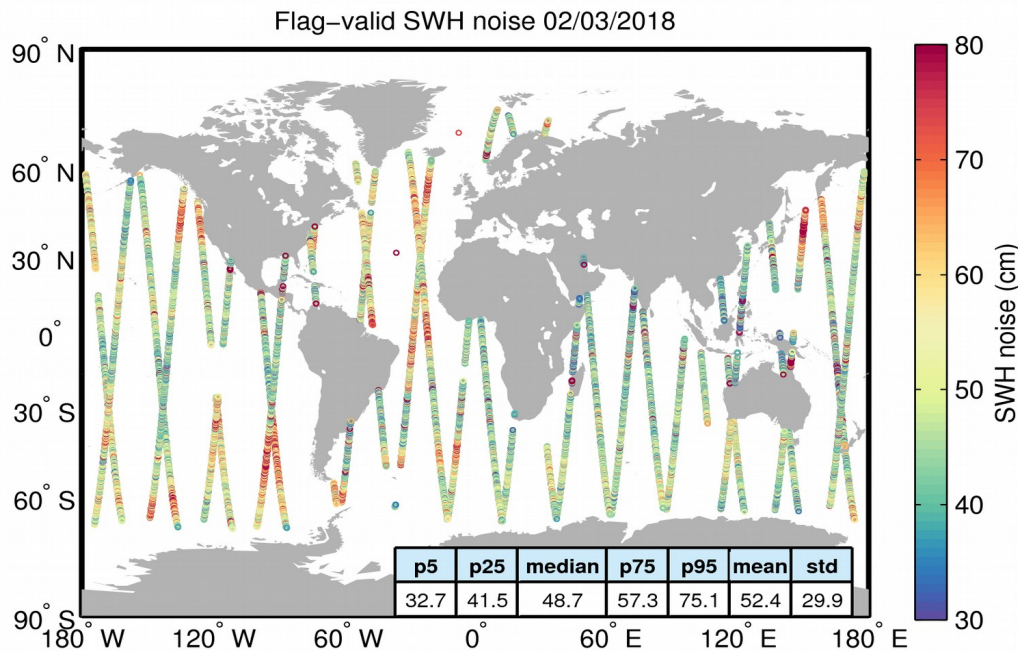 Flag−valid SWH noise 02/03/2018
90° N
60° N
30° N
0°
30° S
60° S
90° S
180° W
120° W
60° W
0°
60° E
120° E
180° E
p5 p25 median p75 p95 mean std
32.7 41.5 48.7 57.3 75.1 52.4 29.9
80
70
60
50
40
30
SWH noise (cm)